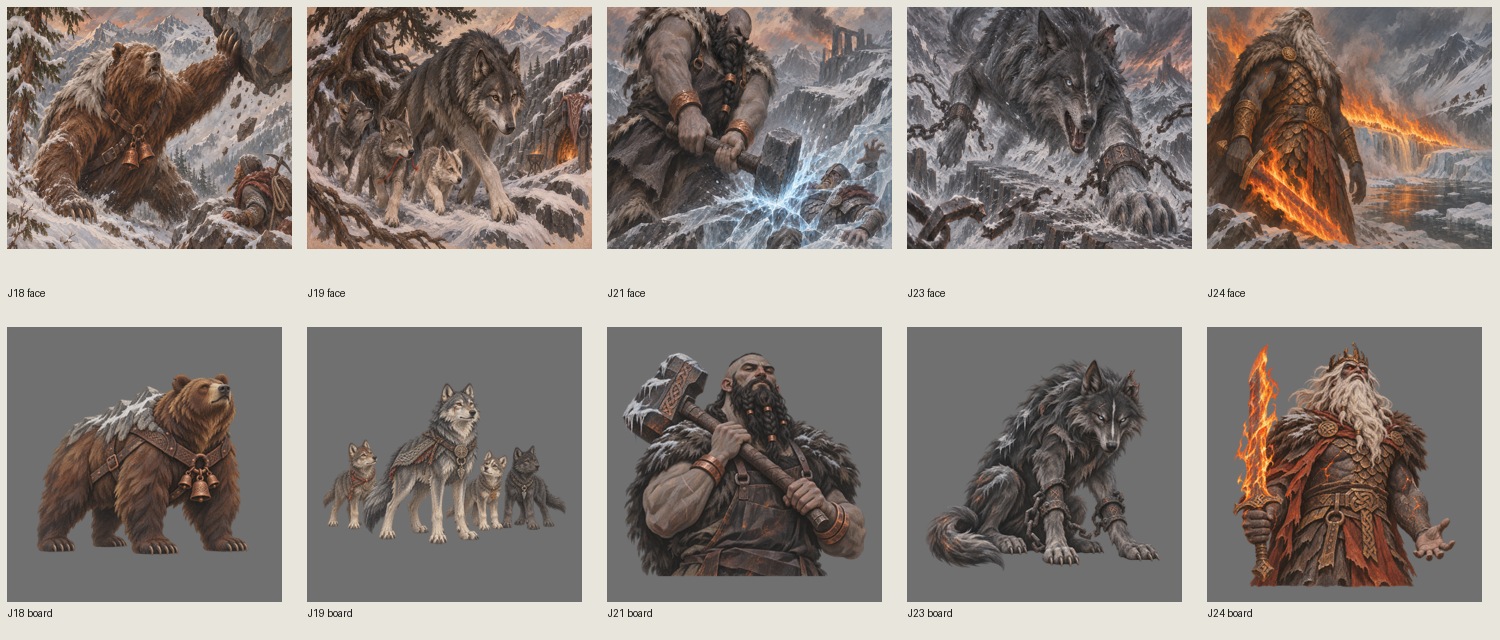 J18 face
J19 face
J21 face
J23 face
J24 face
J18 board
J19 board
J21 board
J23 board
J24 board